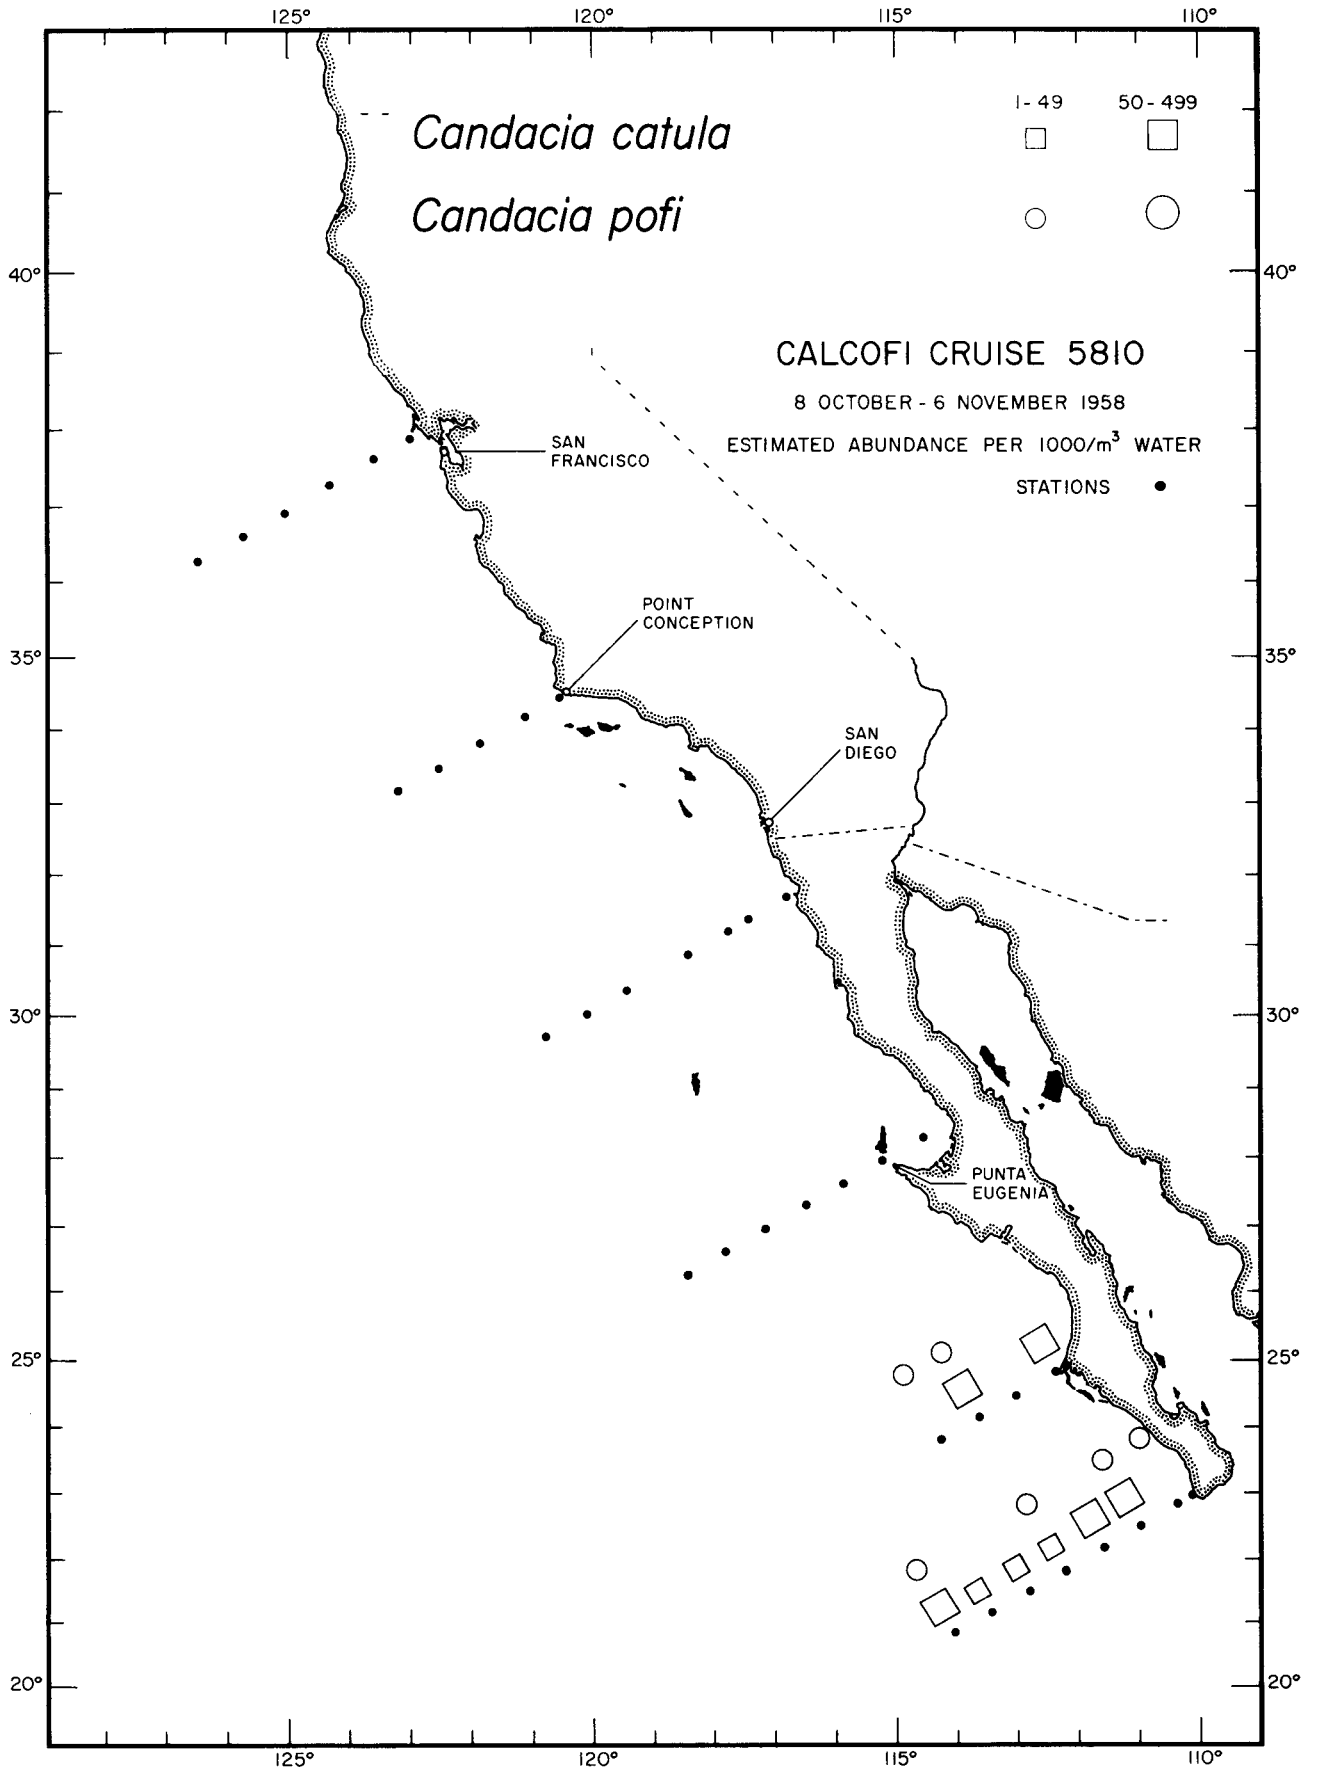 125° 120° 115° 110°
1-49 50-499
Candacia catula
Candacia pofi
40° 40°
CALCOFI CRUISE 5810
8 OCTOBER - 6 NOVEMBER 1958
ESTIMATED ABUNDANCE PER 1000/m³ WATER
STATIONS
SAN
FRANCISCO
POINT
CONCEPTION
35° 35°
SAN
DIEGO
30° 30°
PUNTA
EUGENIA
25° 25°
20° 20°
125° 120° 115° 110°